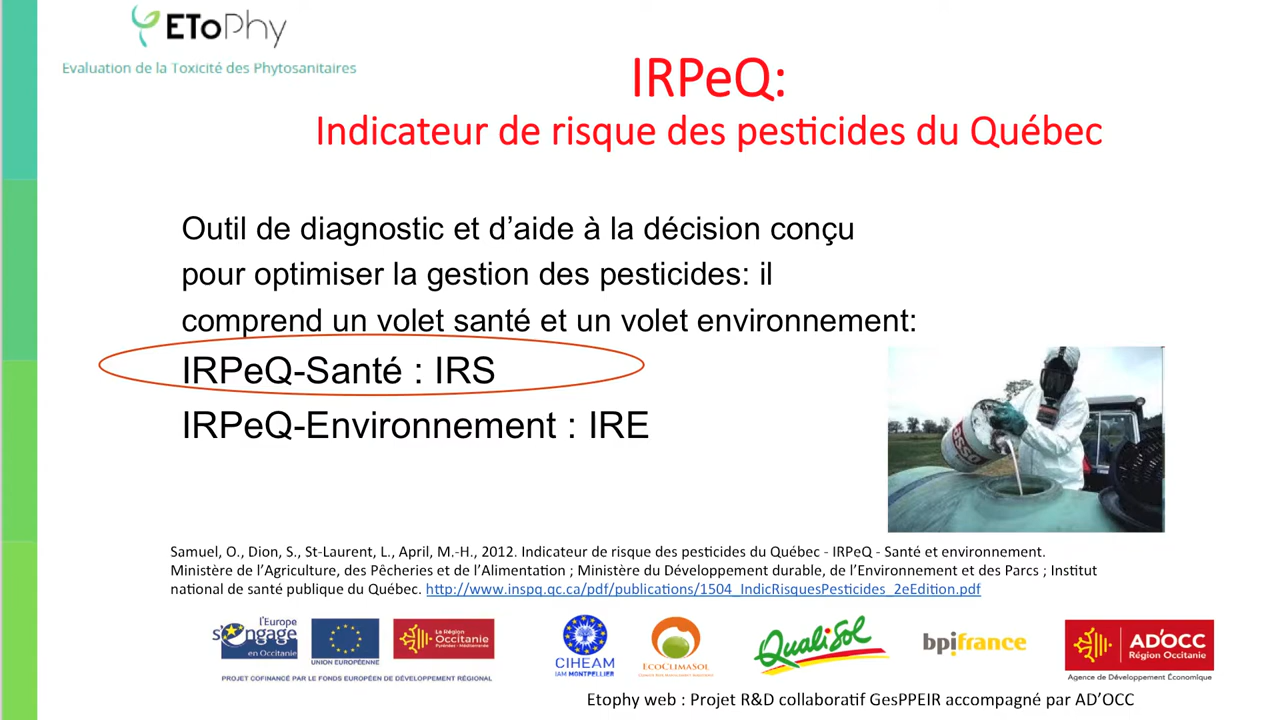 EToPhy
Evaluation de la Toxicité des Phytosanitaires
IRPeQ:
Indicateur de risque des pesticides du Québec
Outil de diagnostic et d’aide à la décision conçu
pour optimiser la gestion des pesticides: il
comprend un volet santé et un volet environnement:
IRPeQ-Santé : IRS
IRPeQ-Environnement : IRE
Samuel, O., Dion, S., St-Laurent, L., April, M.-H., 2012. Indicateur de risque des pesticides du Québec - IRPeQ - Santé et environnement.
Ministère de l’Agriculture, des Pêcheries et de l’Alimentation ; Ministère du Développement durable, de l’Environnement et des Parcs ; Institut
national de santé publique du Québec. http://www.inspq.qc.ca/pdf/publications/1504_IndicRisquesPesticides_2eEdition.pdf
l'Europe
s'engage
en Occitanie
UNION EUROPÉENNE
La Région
Occitanie
Pyrénées - Méditerranée
PROJET COFINANCÉ PAR LE FONDS EUROPÉEN DE DÉVELOPPEMENT RÉGIONAL
CIHEAM
IAM MONTPELLIER
ECOCLIMASOL
QualiSol
bpifrance
AD'OCC
Région Occitanie
Agence de Développement Économique
Etophy web : Projet R&D collaboratif GesPPEIR accompagné par AD’OCC